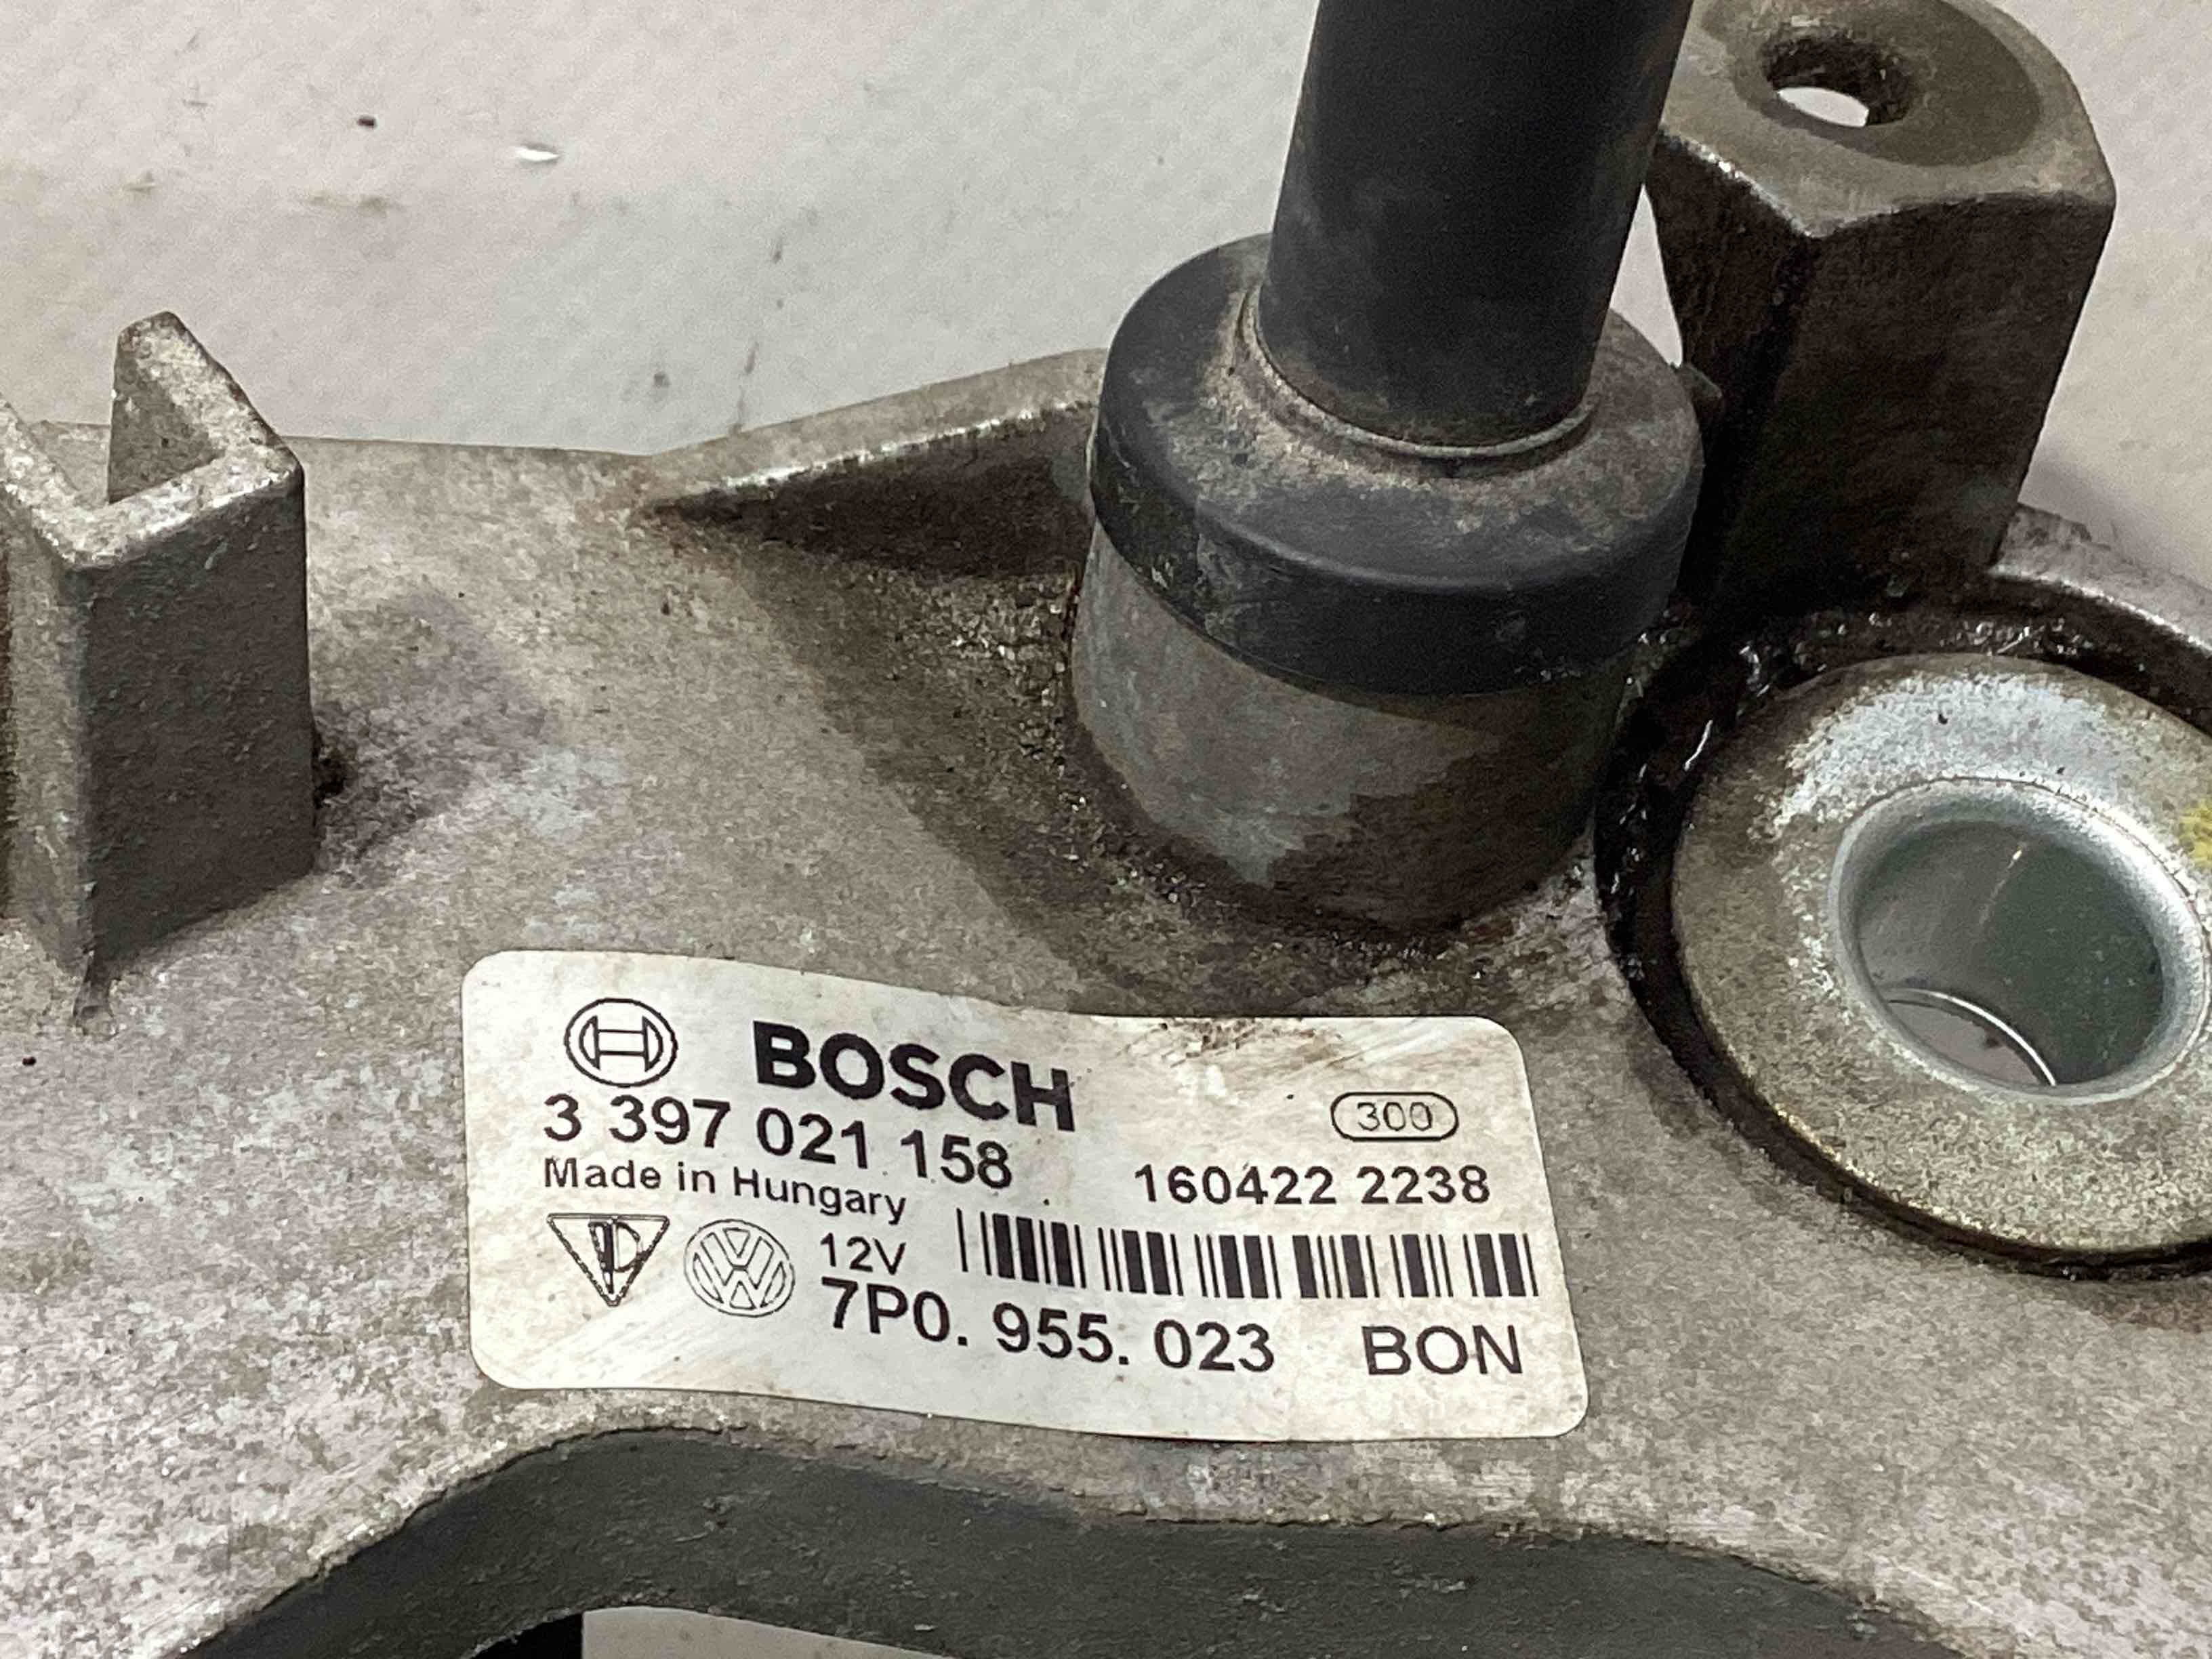 BOSCH
3 397 021 158
300
Made in Hungary
160422 2238
12V
7P0. 955. 023 BON